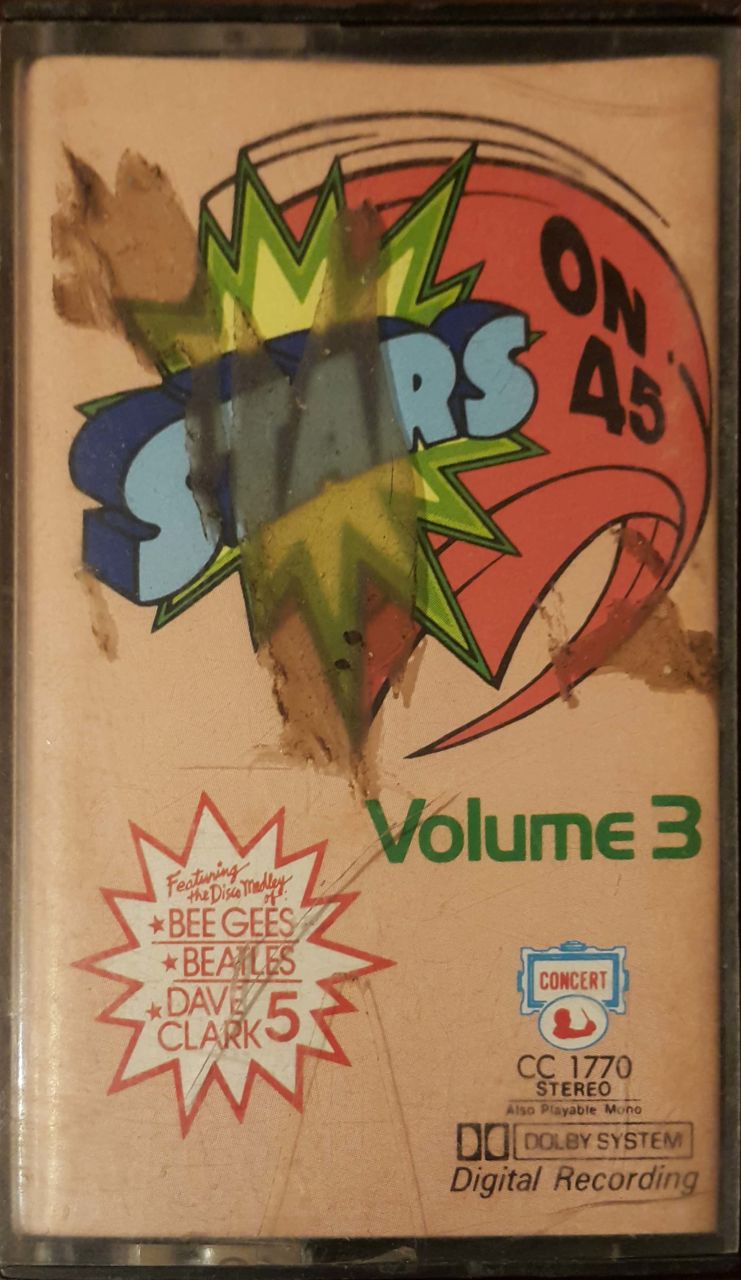 STARS
ON
45
Volume 3
Featuring
the Disco Medley
of:
★BEE GEES
★BEATLES
★DAVE
CLARK 5
CONCERT
CC 1770
STEREO
Also Playable Mono
DOLBY SYSTEM
Digital Recording